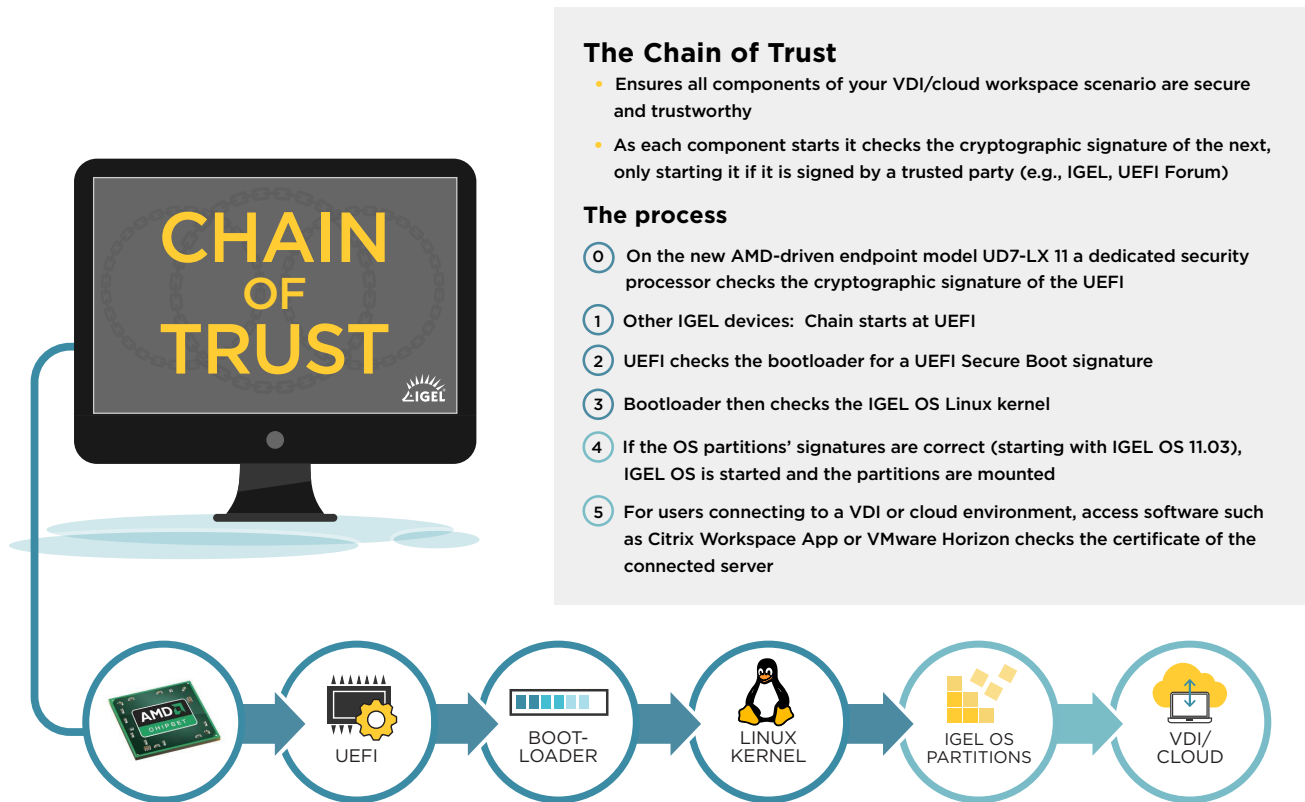 The Chain of Trust
• Ensures all components of your VDI/cloud workspace scenario are secure
and trustworthy
• As each component starts it checks the cryptographic signature of the next,
only starting it if it is signed by a trusted party (e.g., IGEL, UEFI Forum)
The process
0 On the new AMD-driven endpoint model UD7-LX 11 a dedicated security
processor checks the cryptographic signature of the UEFI
1 Other IGEL devices: Chain starts at UEFI
2 UEFI checks the bootloader for a UEFI Secure Boot signature
3 Bootloader then checks the IGEL OS Linux kernel
4 If the OS partitions’ signatures are correct (starting with IGEL OS 11.03),
IGEL OS is started and the partitions are mounted
5 For users connecting to a VDI or cloud environment, access software such
as Citrix Workspace App or VMware Horizon checks the certificate of the
connected server
CHAIN
OF
TRUST
IGEL
AMD
CHIPSET
UEFI
BOOT-
LOADER
LINUX
KERNEL
IGEL OS
PARTITIONS
VDI/
CLOUD